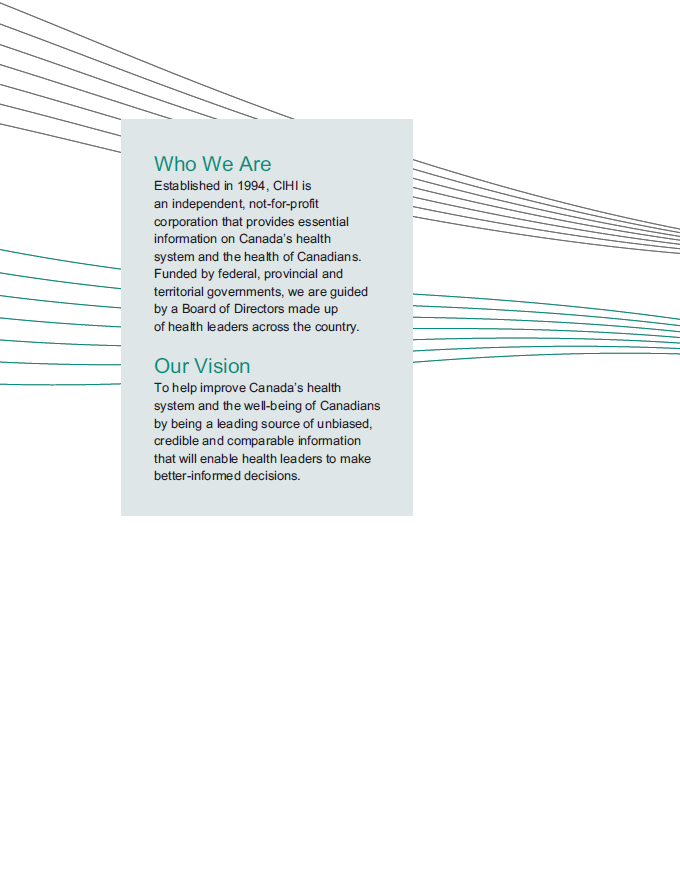 Who We Are
Established in 1994, CIHI is
an independent, not-for-profit
corporation that provides essential
information on Canada’s health
system and the health of Canadians.
Funded by federal, provincial and
territorial governments, we are guided
by a Board of Directors made up
of health leaders across the country.
Our Vision
To help improve Canada’s health
system and the well-being of Canadians
by being a leading source of unbiased,
credible and comparable information
that will enable health leaders to make
better-informed decisions.